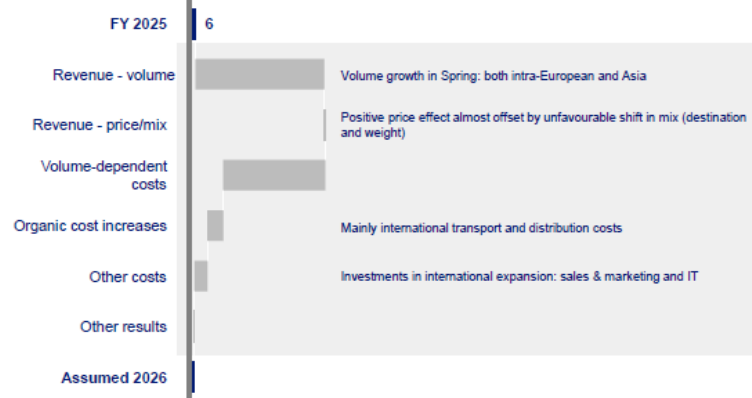 FY 2025 6
Revenue - volume Volume growth in Spring: both intra-European and Asia
Revenue - price/mix Positive price effect almost offset by unfavourable shift in mix (destination
and weight)
Volume-dependent
costs
Organic cost increases Mainly international transport and distribution costs
Other costs Investments in international expansion: sales & marketing and IT
Other results
Assumed 2026